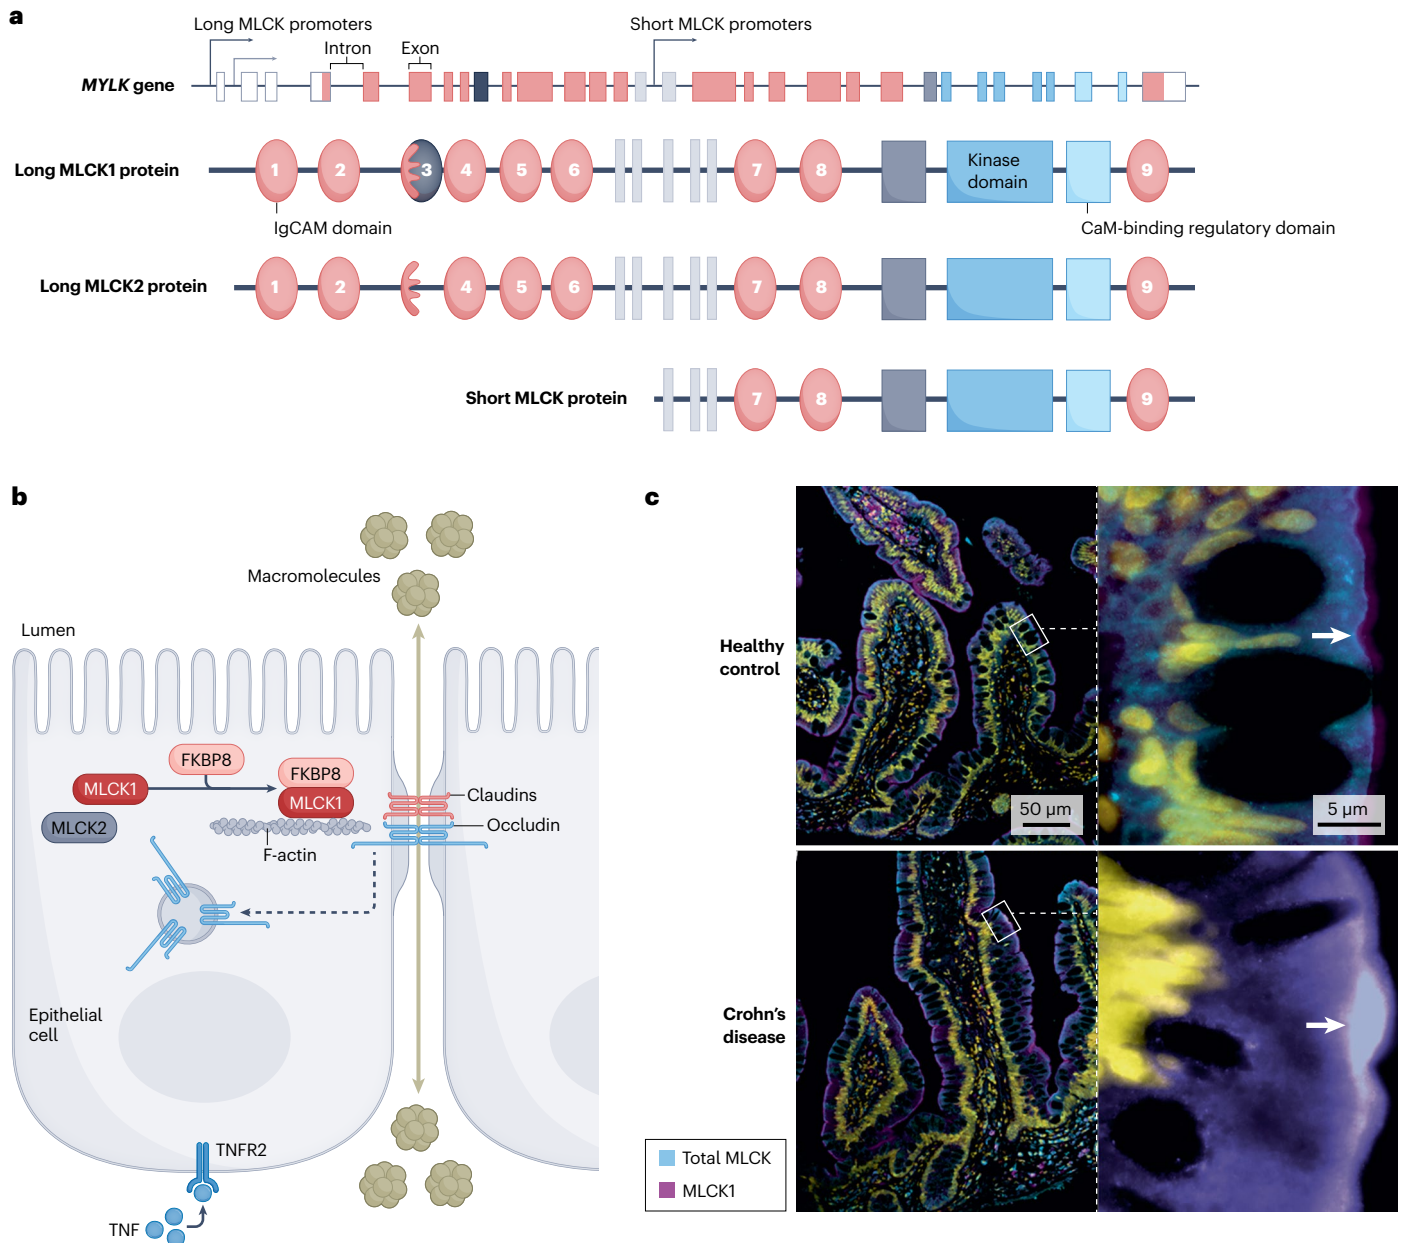 a
Long MLCK promoters
Short MLCK promoters
Intron
Exon
MYLK gene
Long MLCK1 protein
1 2 3 4 5 6 7 8 Kinase domain 9
IgCAM domain
CaM-binding regulatory domain
Long MLCK2 protein
1 2 4 5 6 7 8 9
Short MLCK protein
7 8 9
b
Macromolecules
Lumen
FKBP8
MLCK1
FKBP8
MLCK1
MLCK2
F-actin
Claudins
Occludin
Epithelial
cell
TNFR2
TNF
c
Healthy
control
50 µm
5 µm
Crohn's
disease
Total MLCK
MLCK1